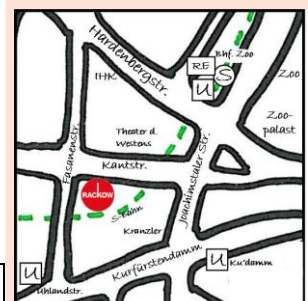 Hardenbergstr.
Bhf. Zoo
RE
S
U
IHK
Zoo
Zoo-
palast
Theater d.
Westens
Fasanenstr.
Kantstr.
Joachimstaler Str.
RACKOW
S-Bahn
Kranzler
Kurfürstendamm
U
Ku'damm
U
Uhlandstr.